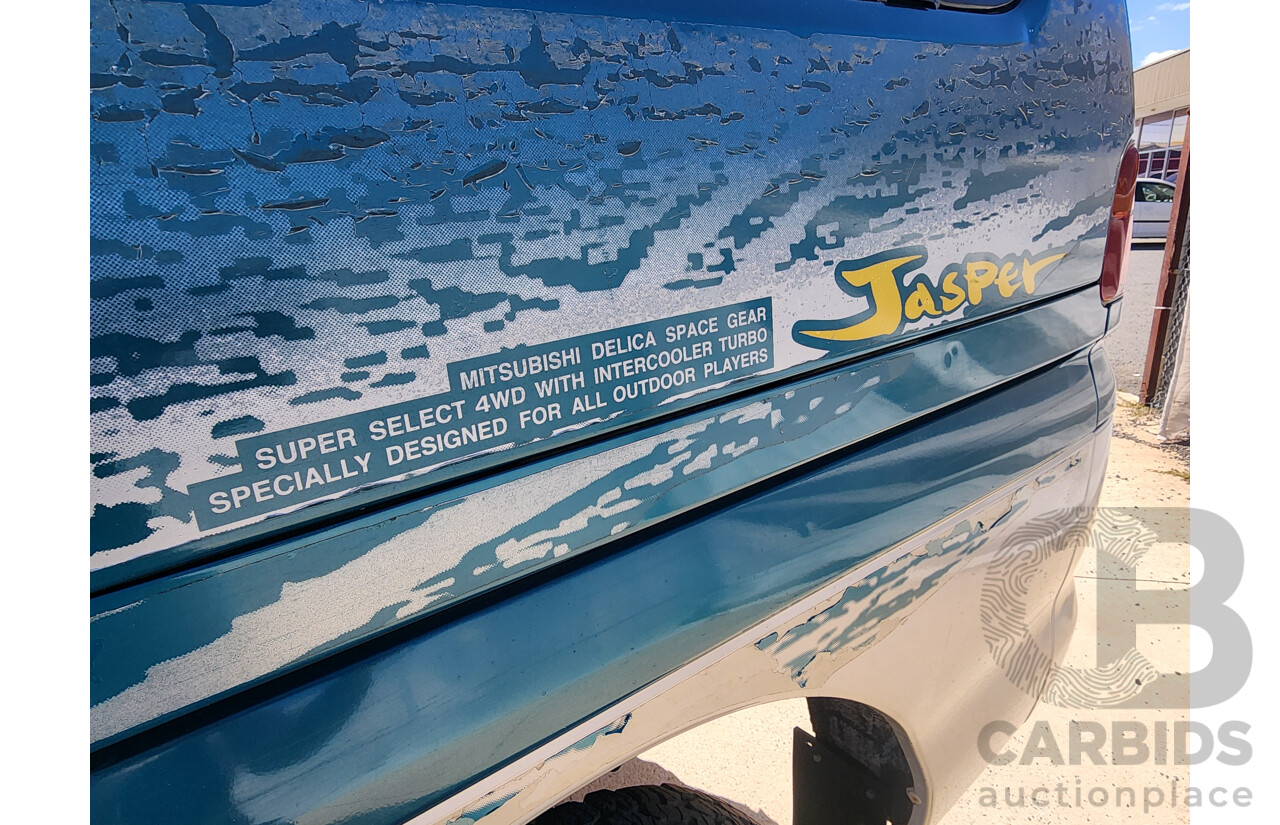 Jasper
MITSUBISHI DELICA SPACE GEAR
SUPER SELECT 4WD WITH INTERCOOLER TURBO
SPECIALLY DESIGNED FOR ALL OUTDOOR PLAYERS
CB
CARBIDS
auctionplace